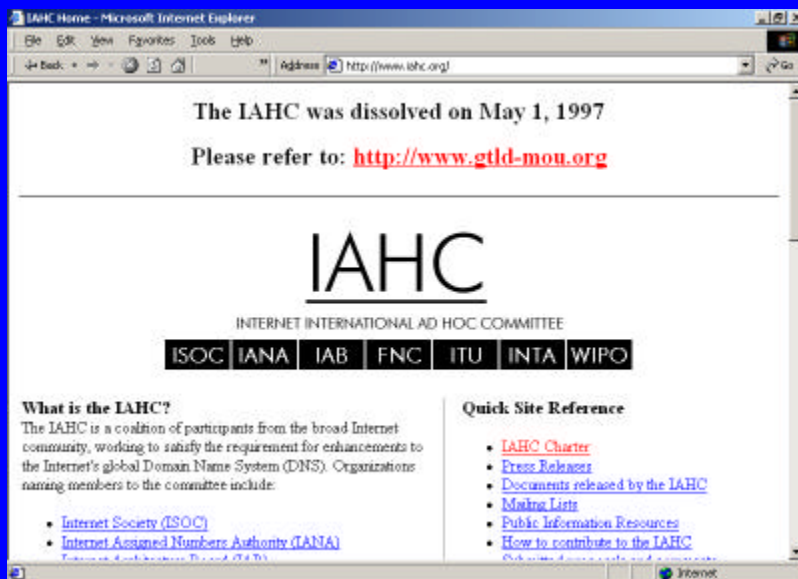 IAHC Home - Microsoft Internet Explorer
File Edit View Favorites Tools Help
Back Address http://www.iahc.org/ Go
The IAHC was dissolved on May 1, 1997
Please refer to: http://www.gtld-mou.org
IAHC
INTERNET INTERNATIONAL AD HOC COMMITTEE
ISOC IANA IAB FNC ITU INTA WIPO
What is the IAHC?
The IAHC is a coalition of participants from the broad Internet
community, working to satisfy the requirement for enhancements to
the Internet's global Domain Name System (DNS). Organizations
naming members to the committee include:
Internet Society (ISOC)
Internet Assigned Numbers Authority (IANA)
Internet Architecture Board (IAB)
Quick Site Reference
IAHC Charter
Press Releases
Documents released by the IAHC
Mailing Lists
Public Information Resources
How to contribute to the IAHC
Internet